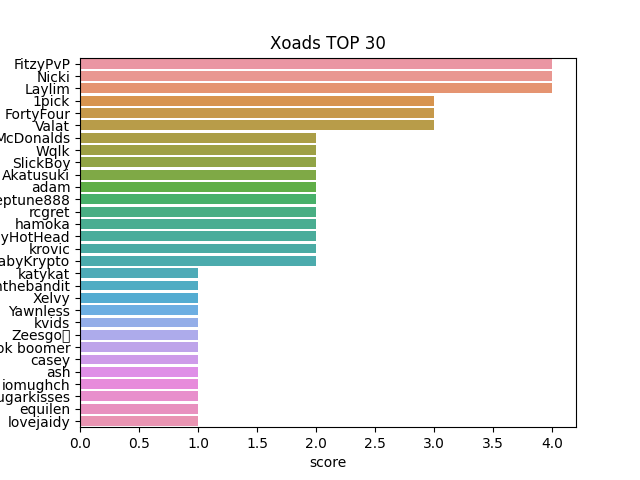 Xoads TOP 30
FitzyPvP
Nicki
Laylim
1pick
FortyFour
Valat
McDonalds
Wqlk
SlickBoy
Akatusuki
adam
eptune888
rcgret
hamoka
yHotHead
krovic
abyKrypto
katykat
nthebandit
Xelvy
Yawnless
kvids
Zeesgo
ok boomer
casey
ash
iomughch
ugarkisses
equilen
lovejaidy
0.0 0.5 1.0 1.5 2.0 2.5 3.0 3.5 4.0
score